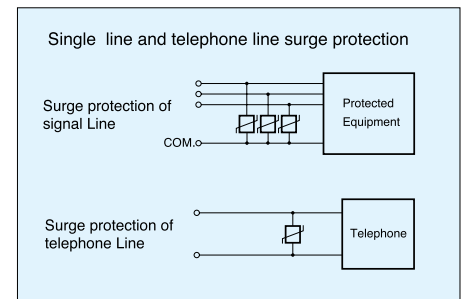 Single line and telephone line surge protection
Surge protection of
signal Line
COM.
Protected
Equipment
Surge protection of
telephone Line
Telephone